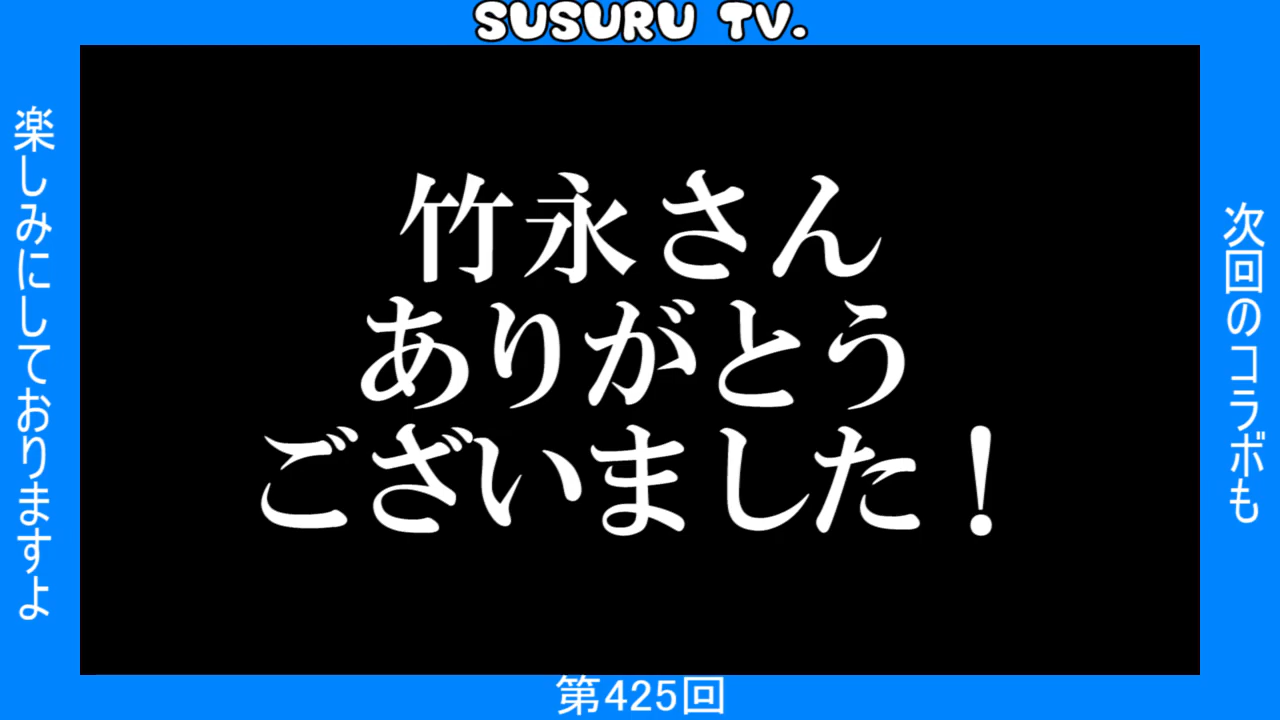 SUSURU TV.
竹永さん
ありがとう
ございました！
次回のコラボも
楽しみにしておりますよ
第425回